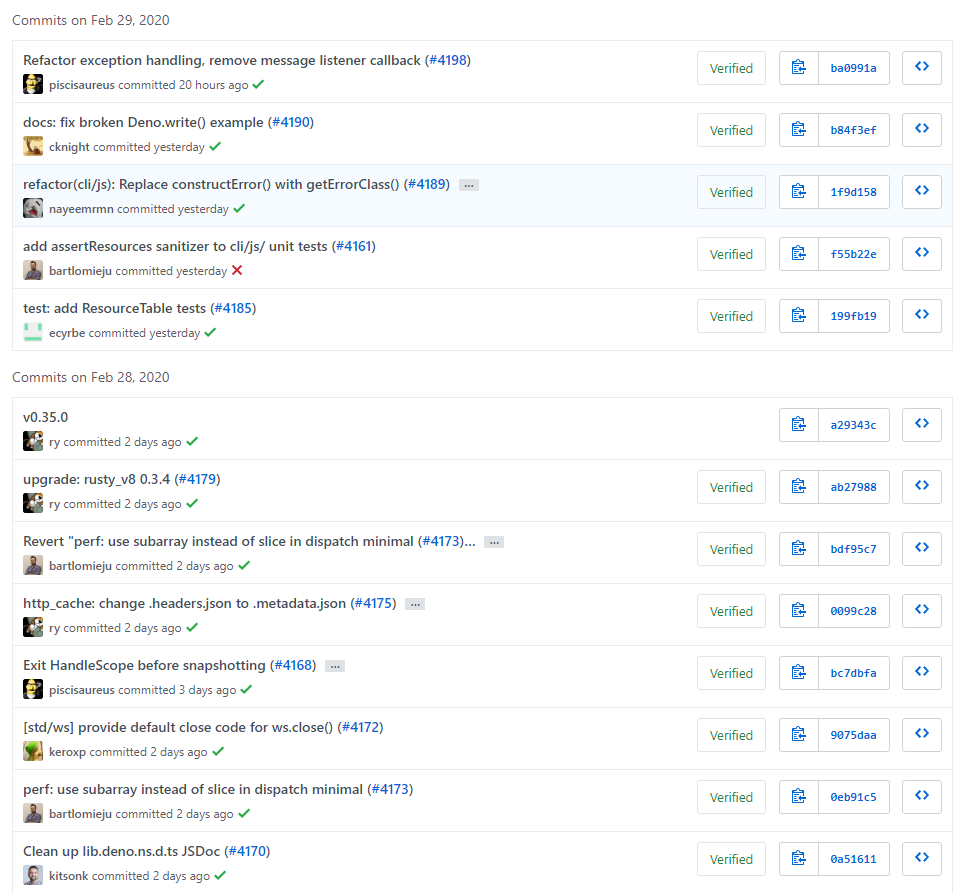 Commits on Feb 29, 2020
Refactor exception handling, remove message listener callback (#4198)
piscisaureus committed 20 hours ago
Verified
ba0991a
docs: fix broken Deno.write() example (#4190)
cknight committed yesterday
Verified
b84f3ef
refactor(cli/js): Replace constructError() with getErrorClass() (#4189) ...
nayeemrmn committed yesterday
Verified
1f9d158
add assertResources sanitizer to cli/js/ unit tests (#4161)
bartlomieju committed yesterday
Verified
f55b22e
test: add ResourceTable tests (#4185)
ecyrbe committed yesterday
Verified
199fb19
Commits on Feb 28, 2020
v0.35.0
ry committed 2 days ago
a29343c
upgrade: rusty_v8 0.3.4 (#4179)
ry committed 2 days ago
Verified
ab27988
Revert "perf: use subarray instead of slice in dispatch minimal (#4173)... ...
bartlomieju committed 2 days ago
Verified
bdf95c7
http_cache: change .headers.json to .metadata.json (#4175) ...
ry committed 2 days ago
Verified
0099c28
Exit HandleScope before snapshotting (#4168) ...
piscisaureus committed 3 days ago
Verified
bc7dbfa
[std/ws] provide default close code for ws.close() (#4172)
keroxp committed 2 days ago
Verified
9075daa
perf: use subarray instead of slice in dispatch minimal (#4173)
bartlomieju committed 2 days ago
Verified
0eb91c5
Clean up lib.deno.ns.d.ts JSDoc (#4170)
kitsonk committed 2 days ago
Verified
0a51611